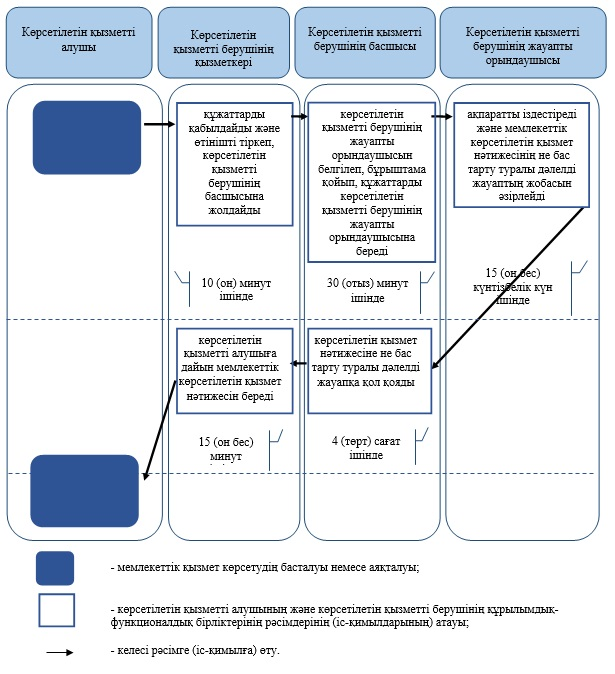 Көрсетілетін қызметті
алушы
Көрсетілетін
қызметті берушінің
қызметкері
Көрсетілетін қызметті
берушінің басшысы
Көрсетілетін қызметті
берушінің жауапты
орындаушысы
құжаттарды
қабылдайды және
өтінішті тіркеп,
көрсетілетін
қызметті
берушінің
басшысына
жолдайды
көрсетілетін
қызметті берушінің
жауапты
орындаушысын
белгілеп, бұрыштама
қойып, құжаттарды
көрсетілетін
қызметті берушінің
жауапты
орындаушысына
береді
ақпаратты іздестіреді
және мемлекеттік
көрсетілетін қызмет
нәтижесінің не бас
тарту туралы дәлелді
жауаптың жобасын
әзірлейді
10 (он) минут
ішінде
30 (отыз) минут
ішінде
15 (он бес)
күнтізбелік күн
ішінде
көрсетілетін
қызметті алушыға
дайын мемлекеттік
көрсетілетін қызмет
нәтижесін береді
көрсетілетін қызмет
нәтижесіне не бас
тарту туралы дәлелді
жауапқа қол қояды
15 (он бес)
минут
4 (төрт) сағат
ішінде
- мемлекеттік қызмет көрсетудің басталуы немесе аяқталуы;
- көрсетілетін қызметті алушының және көрсетілетін қызметті берушінің құрылымдық-
функционалдық бірліктерінің рәсімдерінің (іс-қимылдарының) атауы;
- келесі рәсімге (іс-қимылға) өту.